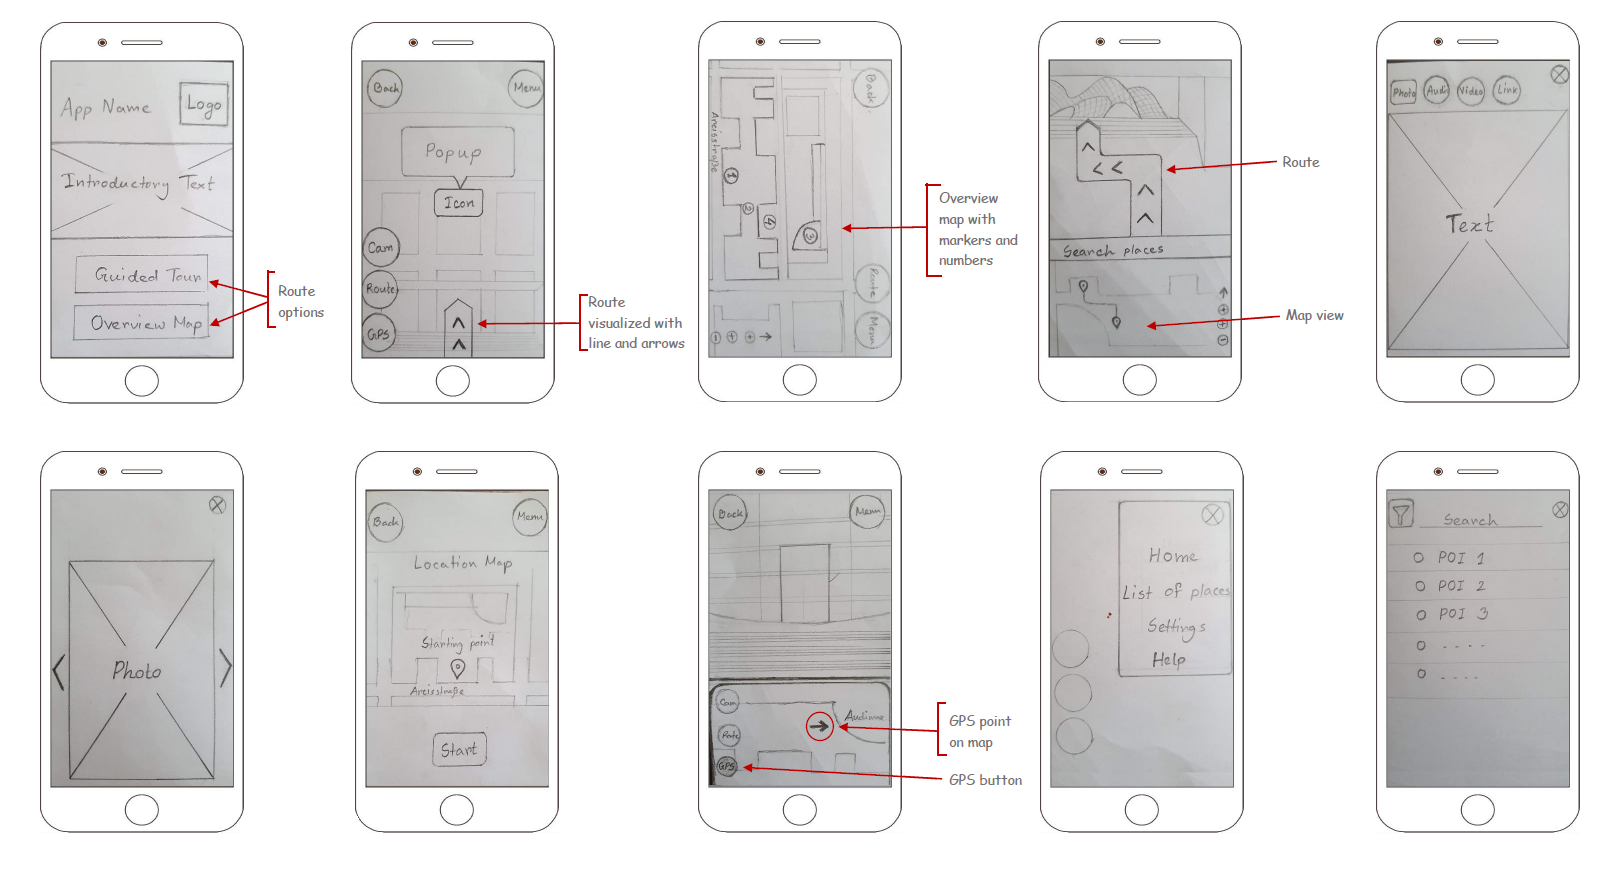 App Name
Logo
Introductory Text
Guided Tour
Overview Map
Route
options
Back
Menu
Popup
Icon
Cam
Route
GPS
Route
visualized with
line and arrows
Back
Arcisstraße
1
2
4
3
Route
Menu
Overview
map with
markers and
numbers
Search places
Route
Map view
Photo
Audio
Video
Link
Text
Photo
Back
Menu
Location Map
Starting point
Arcisstraße
Start
Back
Menu
Cam
Route
GPS
Audimax
GPS point
on map
GPS button
Home
List of places
Settings
Help
Search
POI 1
POI 2
POI 3
- - - -
- - - -